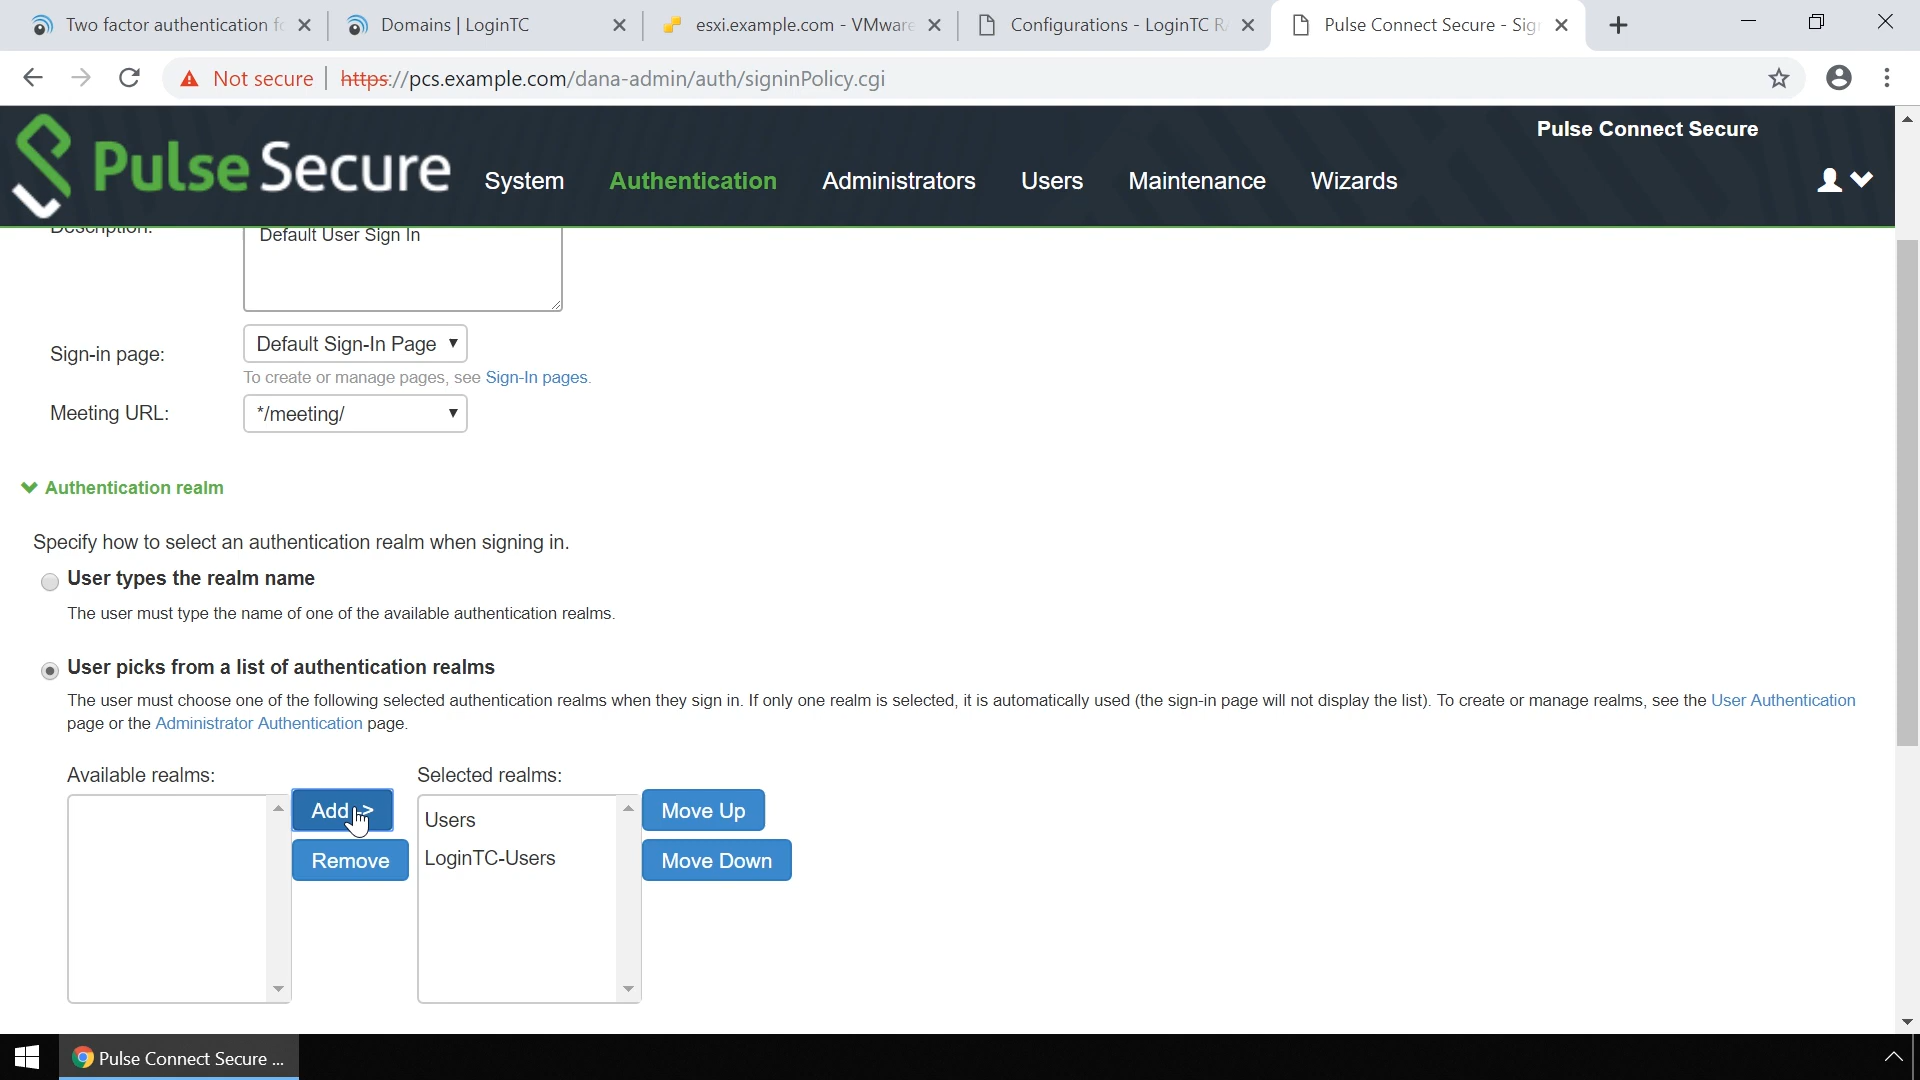 Two factor authentication f
Domains | LoginTC
esxi.example.com - VMware
Configurations - LoginTC R
Pulse Connect Secure - Sig
Not secure
https://pcs.example.com/dana-admin/auth/signinPolicy.cgi
Pulse Connect Secure
Pulse Secure
System
Authentication
Administrators
Users
Maintenance
Wizards
Description:
Default User Sign In
Sign-in page:
Default Sign-In Page
To create or manage pages, see Sign-In pages.
Meeting URL:
*/meeting/
Authentication realm
Specify how to select an authentication realm when signing in.
User types the realm name
The user must type the name of one of the available authentication realms.
User picks from a list of authentication realms
The user must choose one of the following selected authentication realms when they sign in. If only one realm is selected, it is automatically used (the sign-in page will not display the list). To create or manage realms, see the User Authentication
page or the Administrator Authentication page.
Available realms:
Selected realms:
Add ->
Remove
Users
LoginTC-Users
Move Up
Move Down
Pulse Connect Secure ...